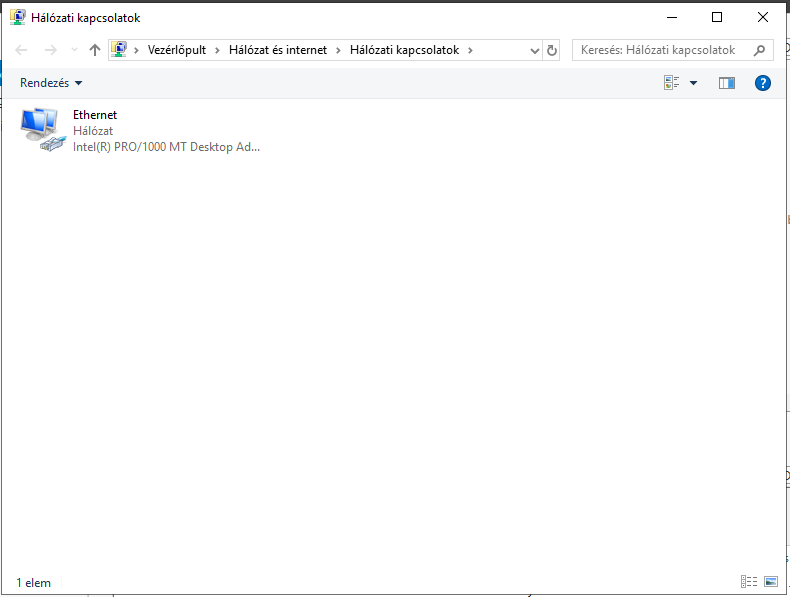 Hálózati kapcsolatok
Vezérlőpult > Hálózat és internet > Hálózati kapcsolatok >
Keresés: Hálózati kapcsolatok
Rendezés
?
Ethernet
Hálózat
Intel(R) PRO/1000 MT Desktop Ad...
1 elem